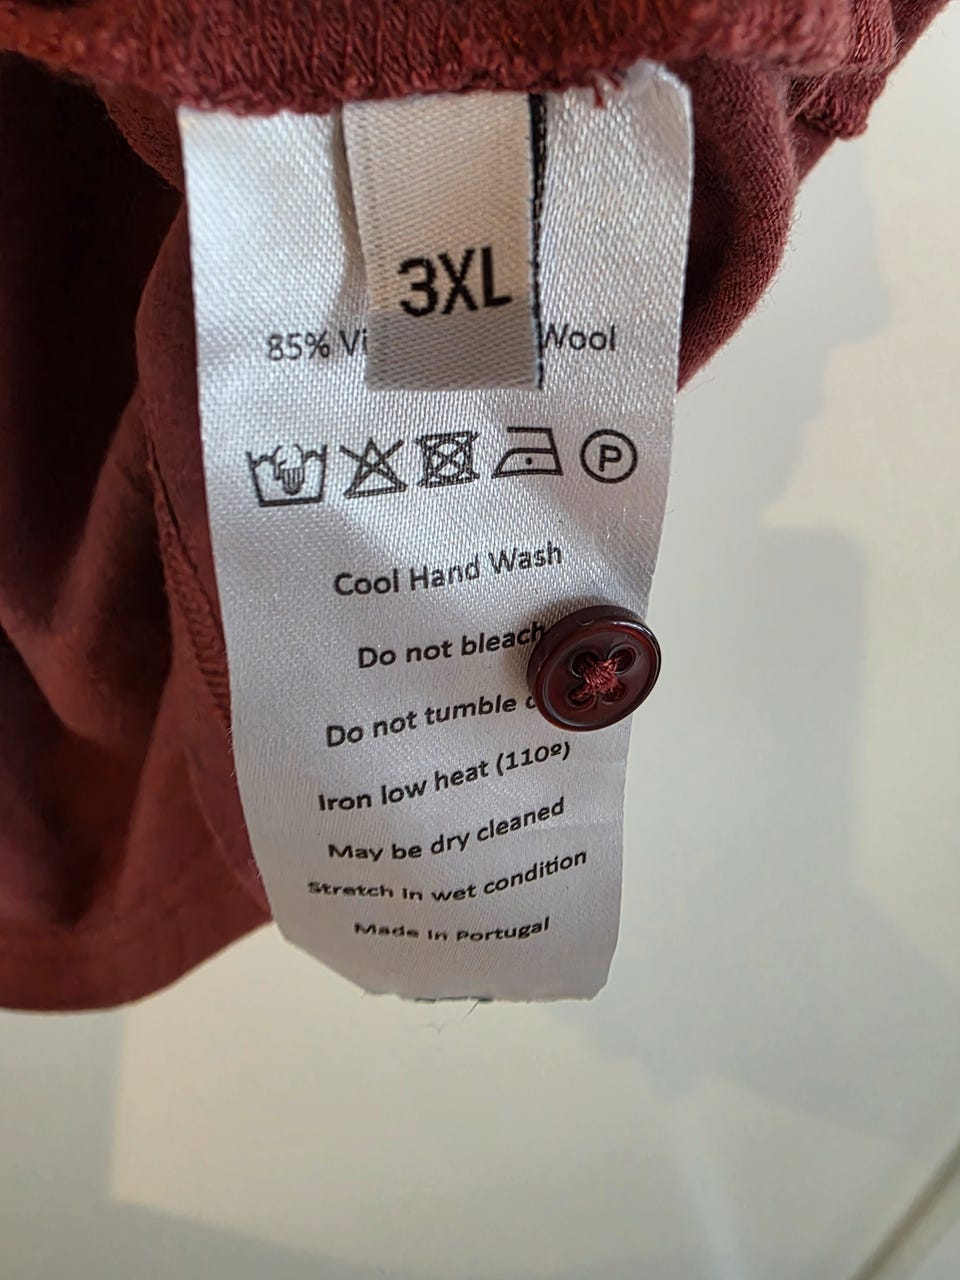 3XL
85% Vi Wool
P
Cool Hand Wash
Do not bleach
Do not tumble
Iron low heat (110º)
May be dry cleaned
Stretch in wet condition
Made in Portugal